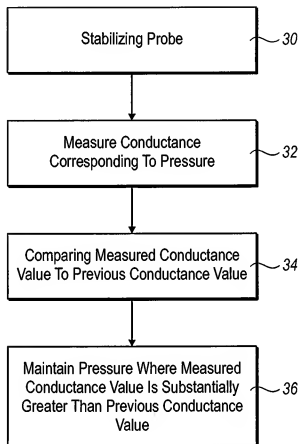 Stabilizing Probe
30
Measure Conductance
Corresponding To Pressure
32
Comparing Measured Conductance
Value To Previous Conductance Value
34
Maintain Pressure Where Measured
Conductance Value Is Substantially
Greater Than Previous Conductance
Value
36